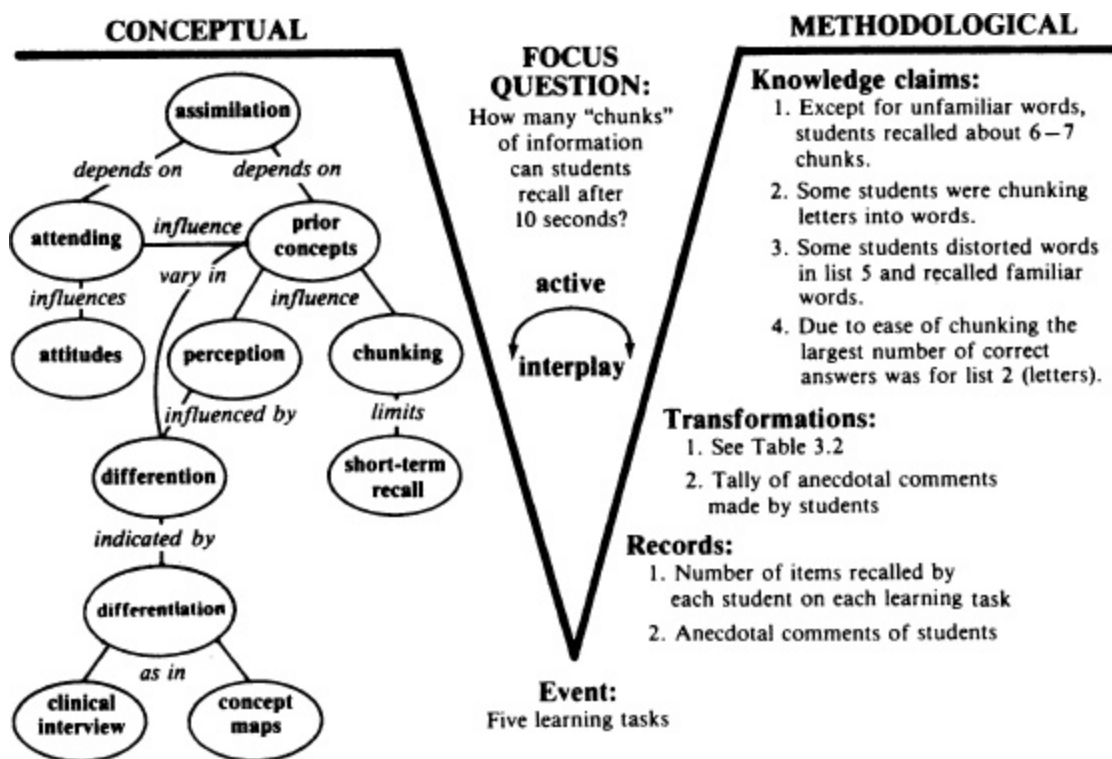 CONCEPTUAL
assimilation
depends on
depends on
attending
influence
prior
concepts
vary in
influences
influence
attitudes
perception
chunking
influenced by
limits
differention
short-term
recall
indicated by
differentiation
as in
clinical
interview
concept
maps
FOCUS
QUESTION:
How many “chunks”
of information
can students
recall after
10 seconds?
active
interplay
Event:
Five learning tasks
METHODOLOGICAL
Knowledge claims:
1. Except for unfamiliar words,
students recalled about 6–7
chunks.
2. Some students were chunking
letters into words.
3. Some students distorted words
in list 5 and recalled familiar
words.
4. Due to ease of chunking the
largest number of correct
answers was for list 2 (letters).
Transformations:
1. See Table 3.2
2. Tally of anecdotal comments
made by students
Records:
1. Number of items recalled by
each student on each learning task
2. Anecdotal comments of students